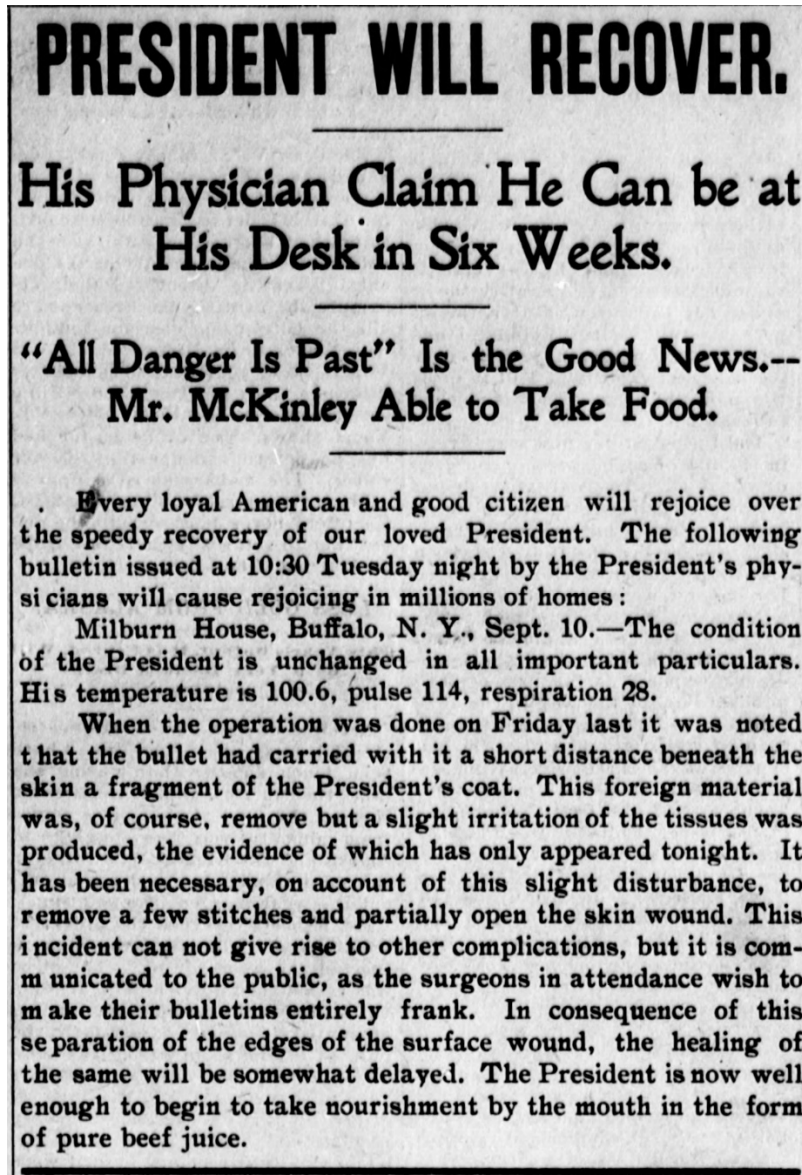 PRESIDENT WILL RECOVER.
His Physician Claim He Can be at
His Desk in Six Weeks.
"All Danger Is Past" Is the Good News.--
Mr. McKinley Able to Take Food.
Every loyal American and good citizen will rejoice over
the speedy recovery of our loved President. The following
bulletin issued at 10:30 Tuesday night by the President's phy-
sicians will cause rejoicing in millions of homes:
Milburn House, Buffalo, N. Y., Sept. 10.—The condition
of the President is unchanged in all important particulars.
His temperature is 100.6, pulse 114, respiration 28.
When the operation was done on Friday last it was noted
that the bullet had carried with it a short distance beneath the
skin a fragment of the President's coat. This foreign material
was, of course, remove but a slight irritation of the tissues was
produced, the evidence of which has only appeared tonight. It
has been necessary, on account of this slight disturbance, to
remove a few stitches and partially open the skin wound. This
incident can not give rise to other complications, but it is com-
municated to the public, as the surgeons in attendance wish to
make their bulletins entirely frank. In consequence of this
separation of the edges of the surface wound, the healing of
the same will be somewhat delayed. The President is now well
enough to begin to take nourishment by the mouth in the form
of pure beef juice.